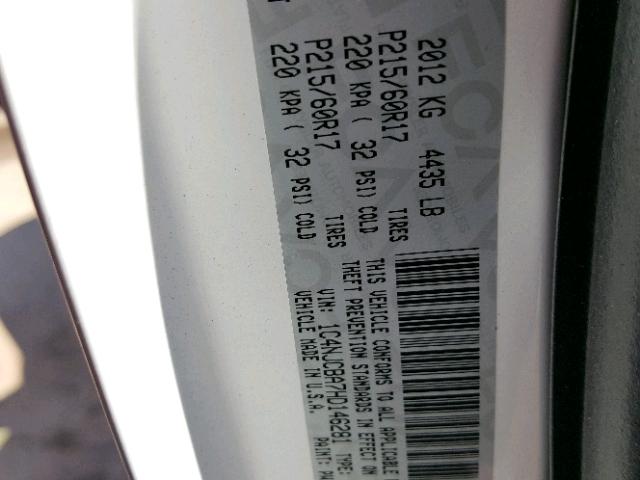 2012 KG 4435 LB
P215/60R17 TIRES
220 KPA ( 32 PSI) COLD
P215/60R17 TIRES
220 KPA ( 32 PSI) COLD
THIS VEHICLE CONFORMS TO ALL APPLICABLE
THEFT PREVENTION STANDARDS IN EFFECT ON
VIN: 1C4NJCBA7HD146281 TYPE:
VEHICLE MADE IN U.S.A. PAINT: